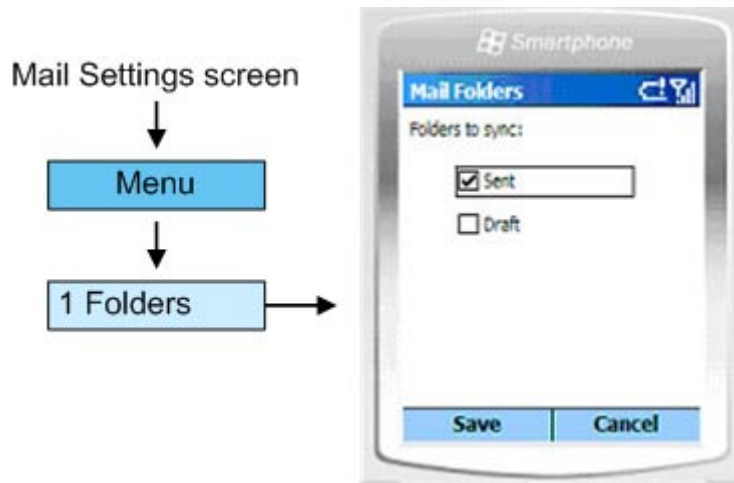 Mail Settings screen
Menu
1 Folders
Smartphone
Mail Folders
Folders to sync:
Sent
Draft
Save
Cancel